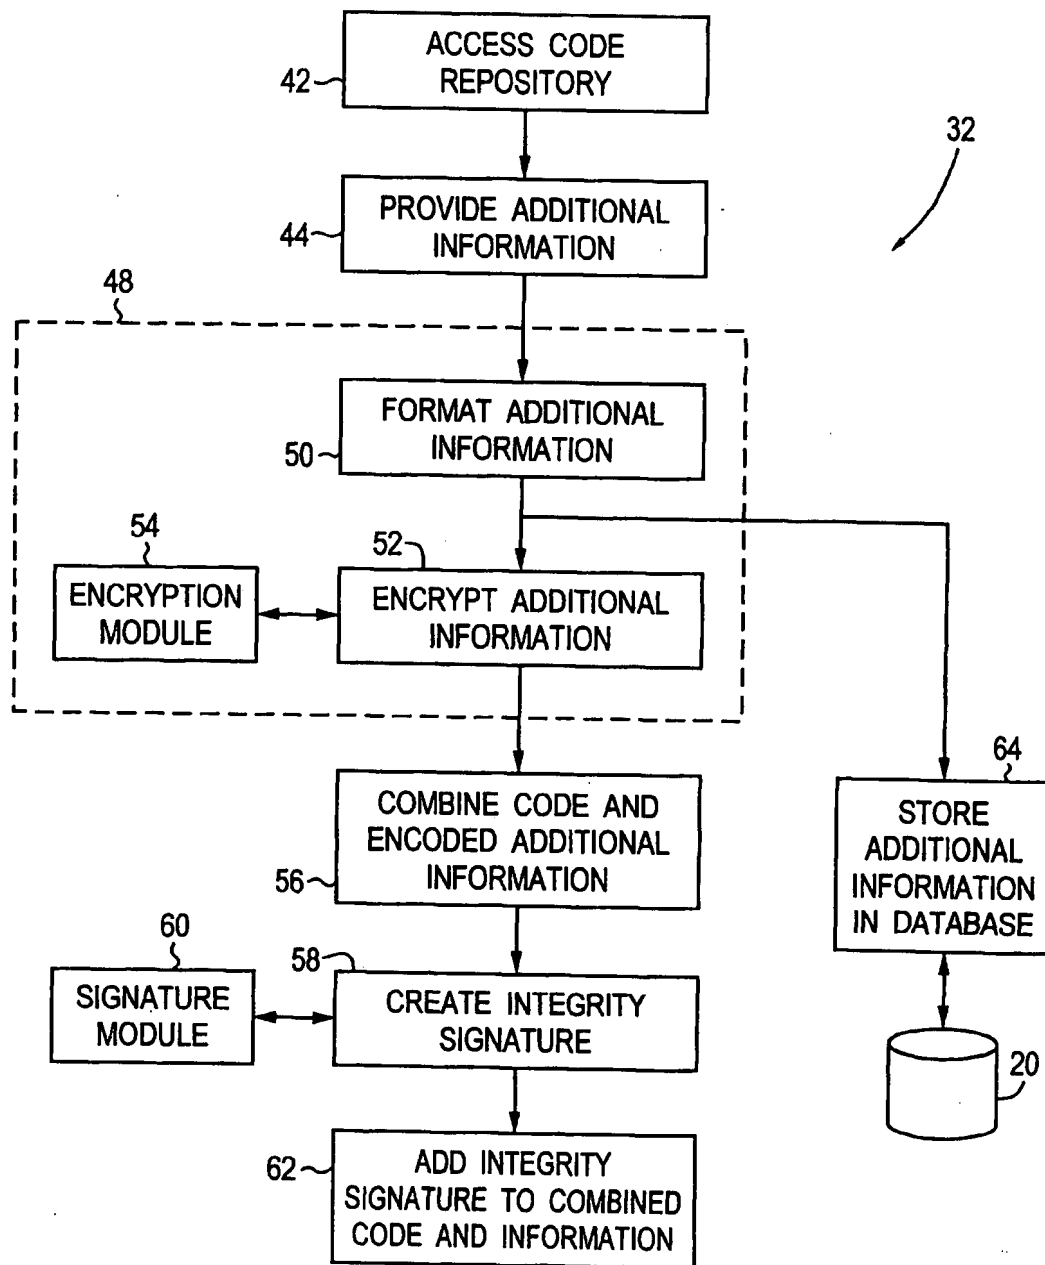 ACCESS CODE
REPOSITORY
42
32
PROVIDE ADDITIONAL
INFORMATION
44
48
FORMAT ADDITIONAL
INFORMATION
50
54
ENCRYPTION
MODULE
52
ENCRYPT ADDITIONAL
INFORMATION
COMBINE CODE AND
ENCODED ADDITIONAL
INFORMATION
56
64
STORE
ADDITIONAL
INFORMATION
IN DATABASE
60
SIGNATURE
MODULE
58
CREATE INTEGRITY
SIGNATURE
20
62
ADD INTEGRITY
SIGNATURE TO COMBINED
CODE AND INFORMATION